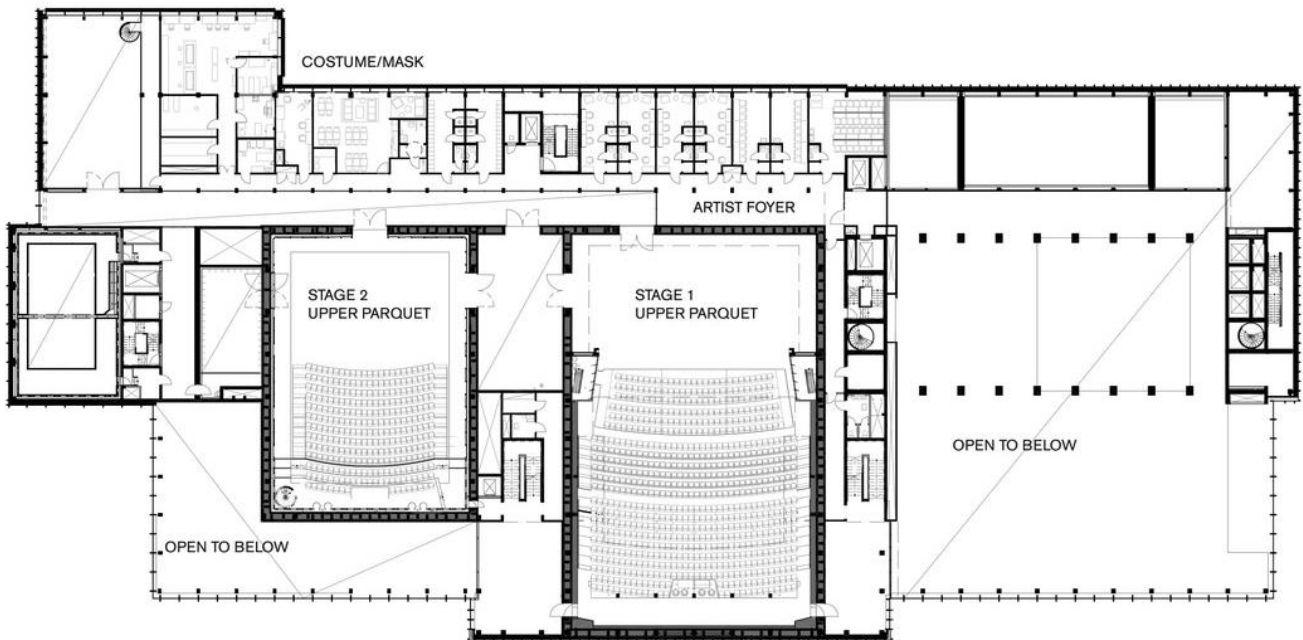 COSTUME/MASK
ARTIST FOYER
STAGE 2
UPPER PARQUET
STAGE 1
UPPER PARQUET
OPEN TO BELOW
OPEN TO BELOW